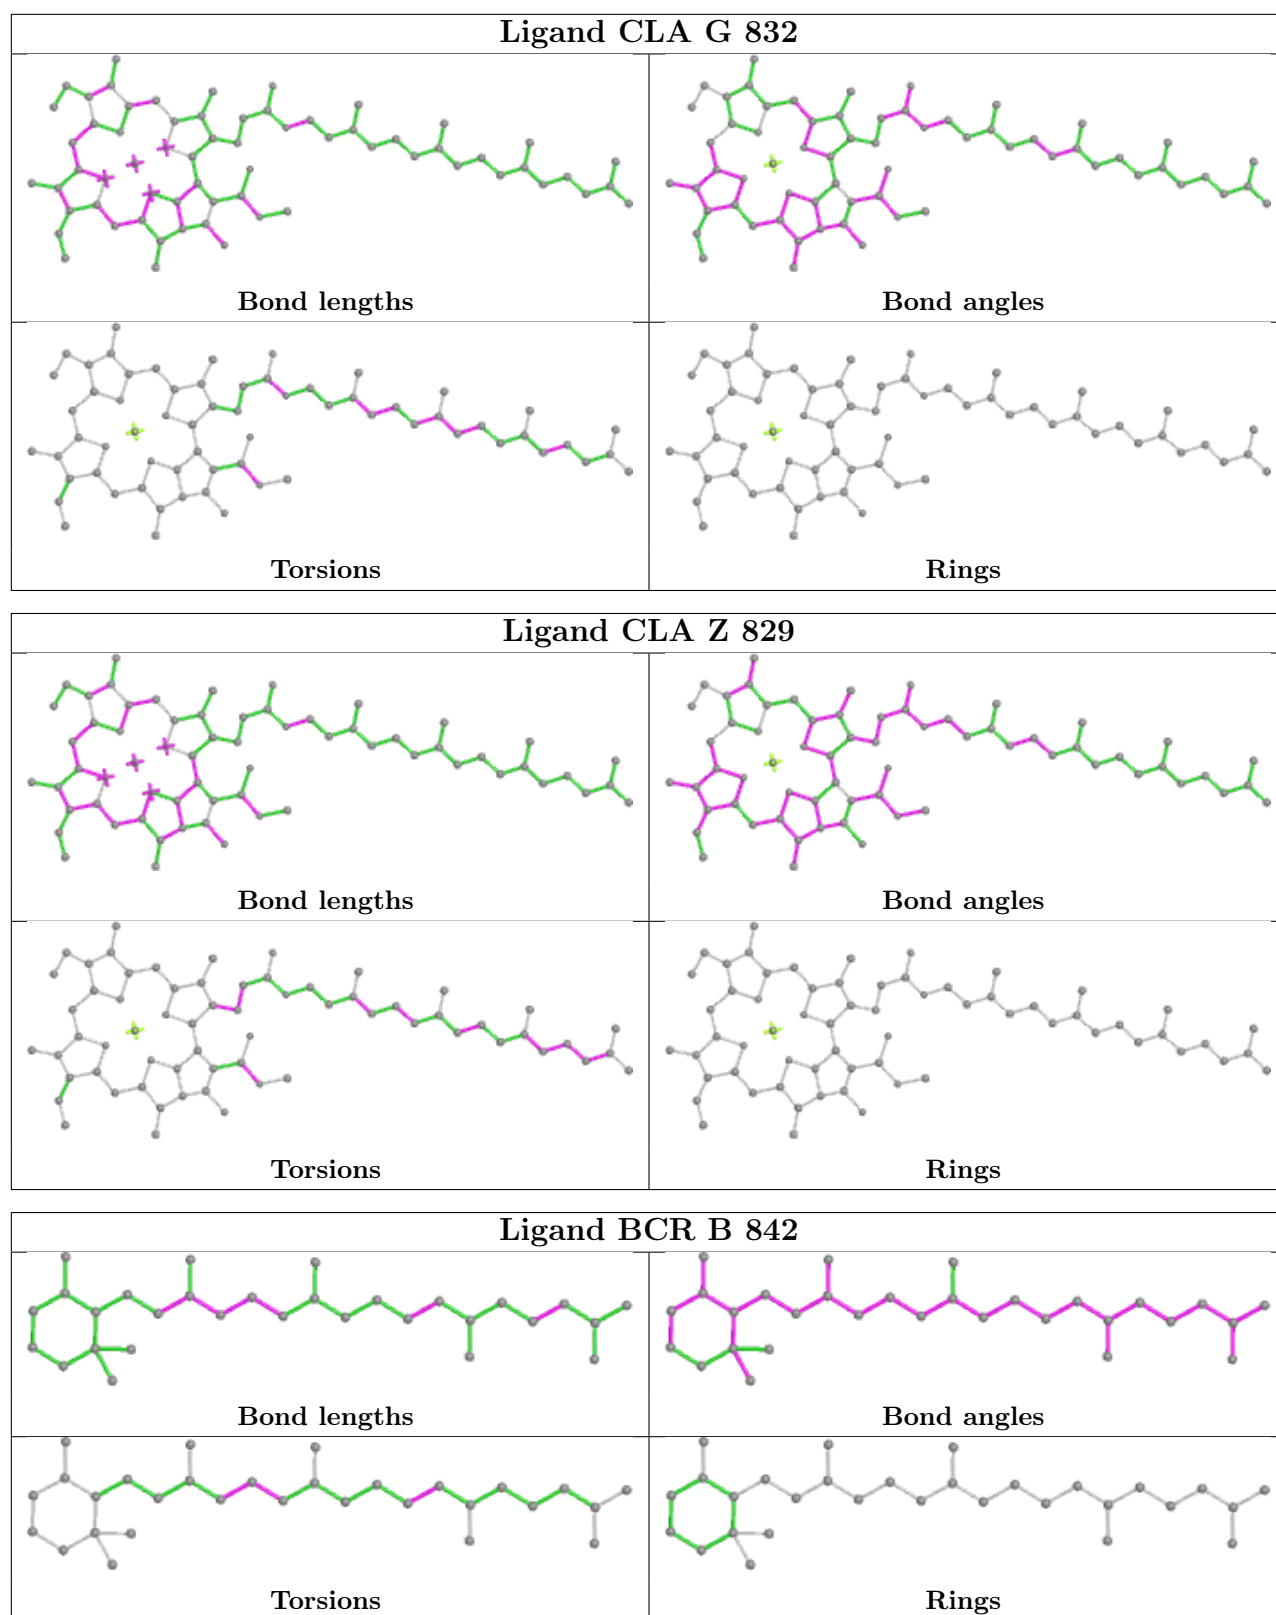 Ligand CLA G 832
Bond lengths
Bond angles
Torsions
Rings
Ligand CLA Z 829
Bond lengths
Bond angles
Torsions
Rings
Ligand BCR B 842
Bond lengths
Bond angles
Torsions
Rings